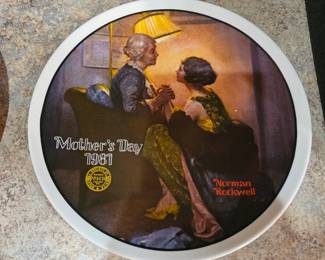 Mother's Day
1981
Norman
Rockwell